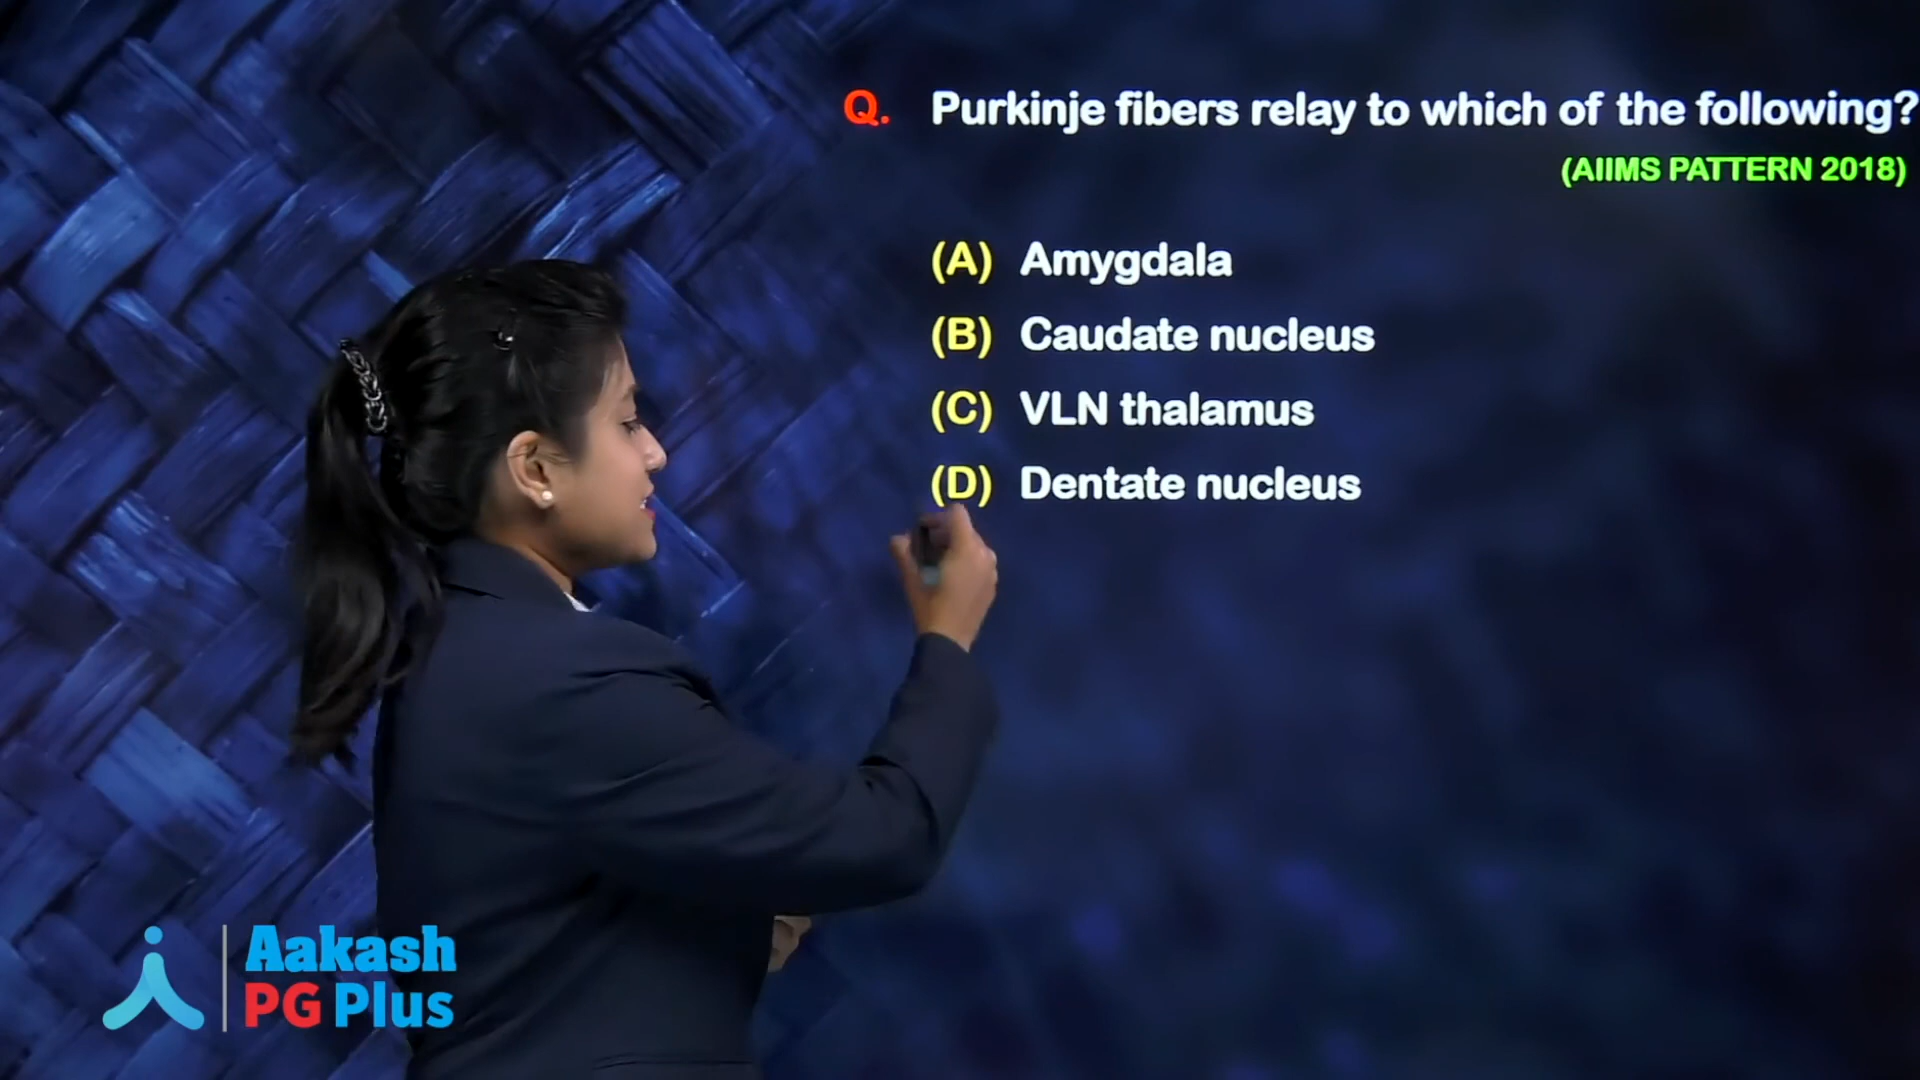 Q. Purkinje fibers relay to which of the following?
(AIIMS PATTERN 2018)
(A) Amygdala
(B) Caudate nucleus
(C) VLN thalamus
(D) Dentate nucleus
Aakash
PG Plus